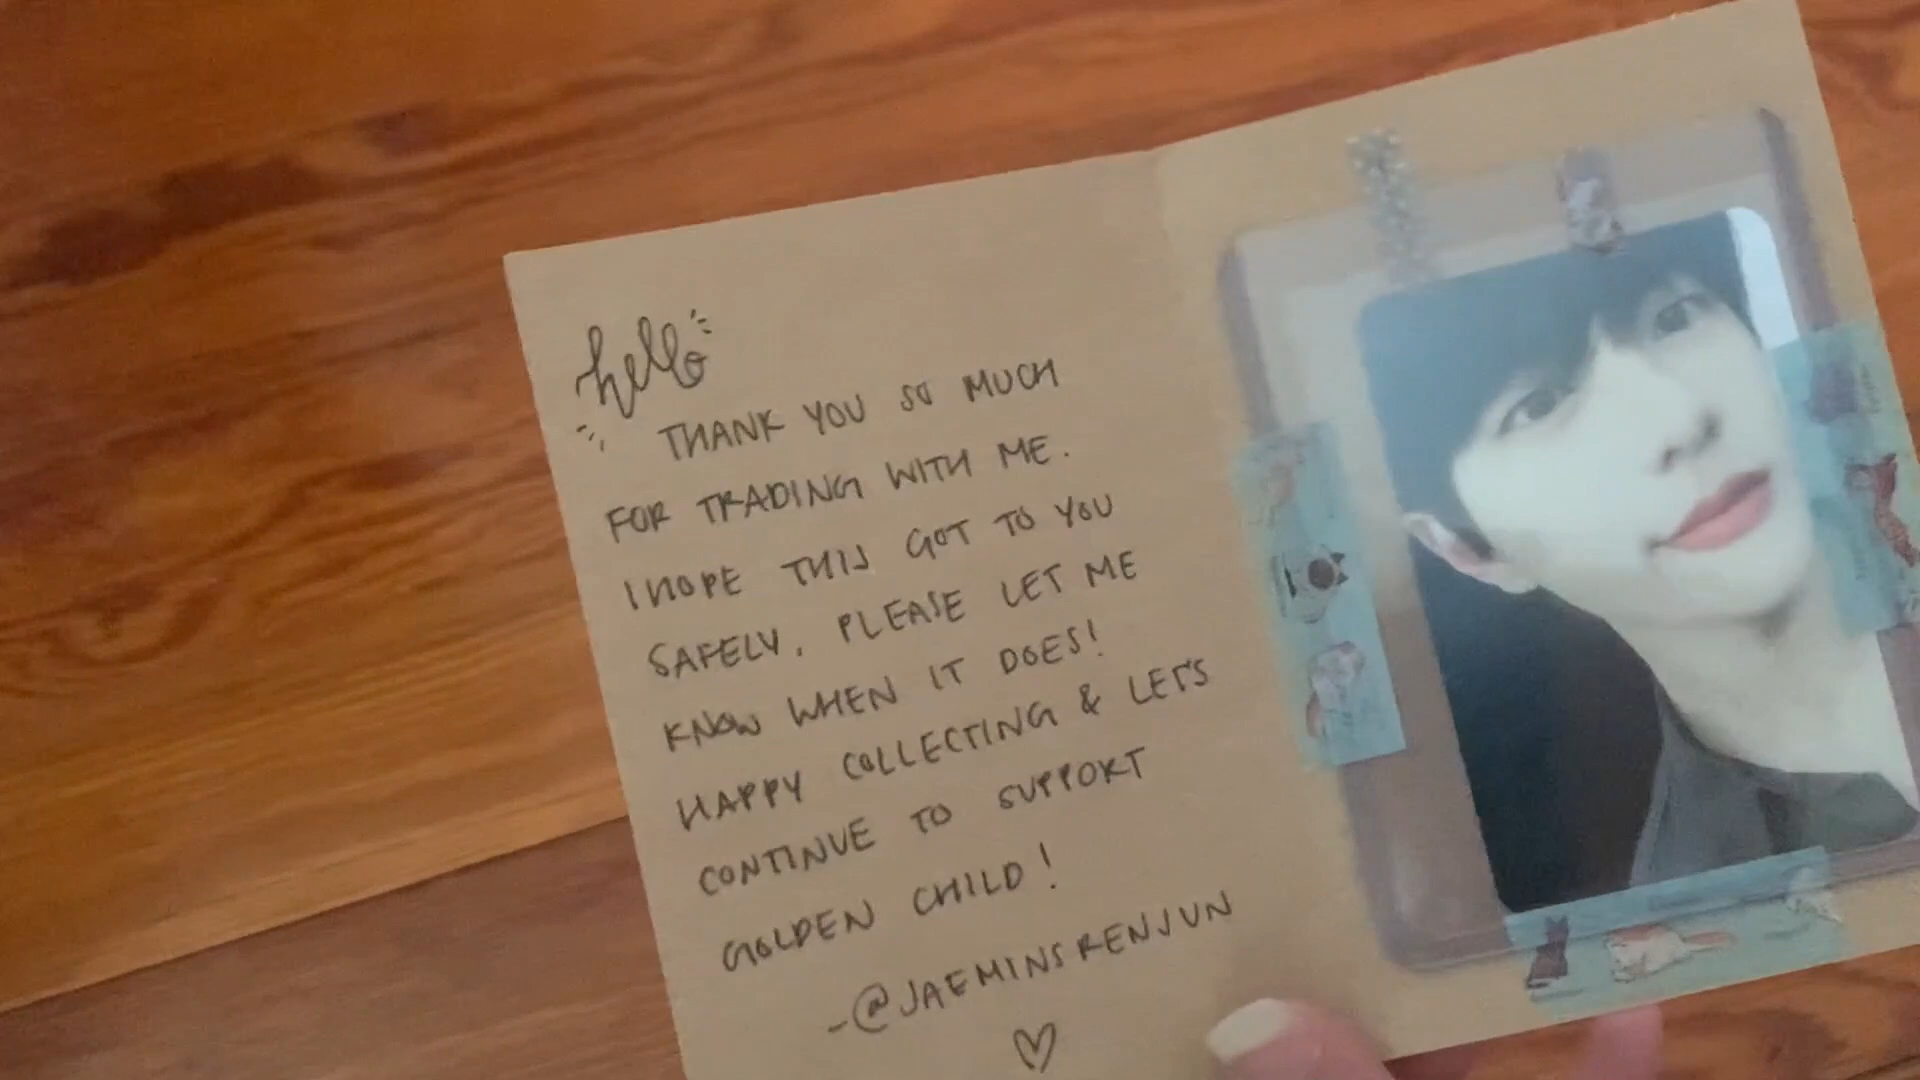 hello
THANK YOU SO MUCH
FOR TRADING WITH ME.
I HOPE THIS GOT TO YOU
SAFELY. PLEASE LET ME
KNOW WHEN IT DOES!
HAPPY COLLECTING & LET'S
CONTINUE TO SUPPORT
GOLDEN CHILD!
-@JAEMINSRENJUN